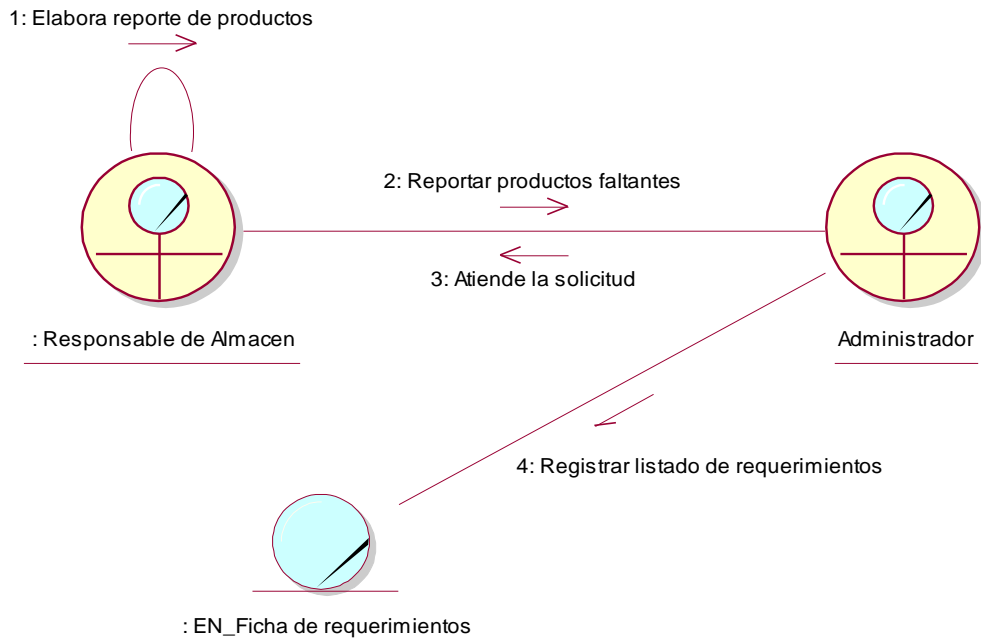 1: Elabora reporte de productos
2: Reportar productos faltantes
3: Atiende la solicitud
: Responsable de Almacen
Administrador
4: Registrar listado de requerimientos
: EN_Ficha de requerimientos